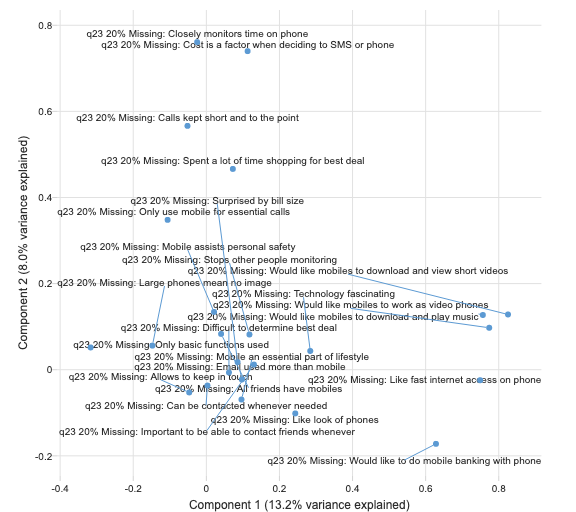 0.8
q23 20% Missing: Closely monitors time on phone
q23 20% Missing: Cost is a factor when deciding to SMS or phone
0.6
q23 20% Missing: Calls kept short and to the point
q23 20% Missing: Spent a lot of time shopping for best deal
0.4
q23 20% Missing: Surprised by bill size
q23 20% Missing: Only use mobile for essential calls
q23 20% Missing: Mobile assists personal safety
q23 20% Missing: Stops other people monitoring
q23 20% Missing: Would like mobiles to download and view short videos
q23 20% Missing: Large phones mean no image
0.2
q23 20% Missing: Technology fascinating
q23 20% Missing: Would like mobiles to work as video phones
q23 20% Missing: Would like mobiles to download and play music
q23 20% Missing: Difficult to determine best deal
q23 20% Missing: Only basic functions used
q23 20% Missing: Mobile an essential part of lifestyle
q23 20% Missing: Email used more than mobile
0
q23 20% Missing: Allows to keep in touch
q23 20% Missing: Like fast internet access on phone
q23 20% Missing: All friends have mobiles
q23 20% Missing: Can be contacted whenever needed
q23 20% Missing: Like look of phones
q23 20% Missing: Important to be able to contact friends whenever
-0.2
q23 20% Missing: Would like to do mobile banking with phone
-0.4 -0.2 0 0.2 0.4 0.6 0.8
Component 1 (13.2% variance explained)
Component 2 (8.0% variance explained)